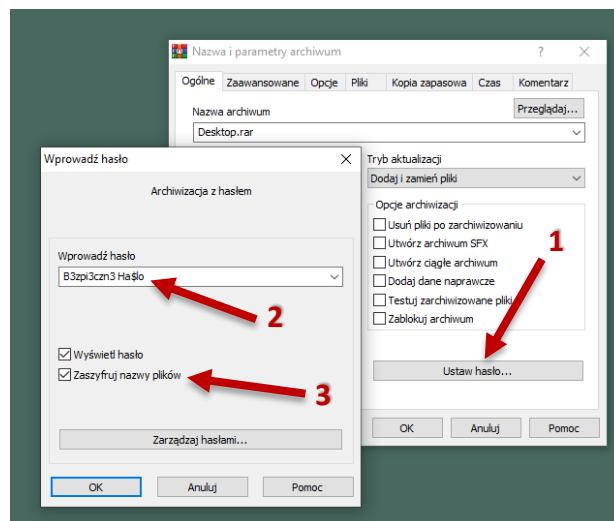 Nazwa i parametry archiwum
Ogólne Zaawansowane Opcje Pliki Kopia zapasowa Czas Komentarz
Nazwa archiwum
Przeglądaj...
Desktop.rar
Tryb aktualizacji
Dodaj i zamień pliki
Opcje archiwizacji
Usuń pliki po zarchiwizowaniu
Utwórz archiwum SFX
Utwórz ciągłe archiwum
Dodaj dane naprawcze
Testuj zarchiwizowane pliki
Zablokuj archiwum
1
Ustaw hasło...
OK Anuluj Pomoc
Wprowadź hasło
Archiwizacja z hasłem
Wprowadź hasło
B3zpi3czn3 Ha$lo
2
Wyświetl hasło
Zaszyfruj nazwy plików
3
Zarządzaj hasłami...
OK Anuluj Pomoc